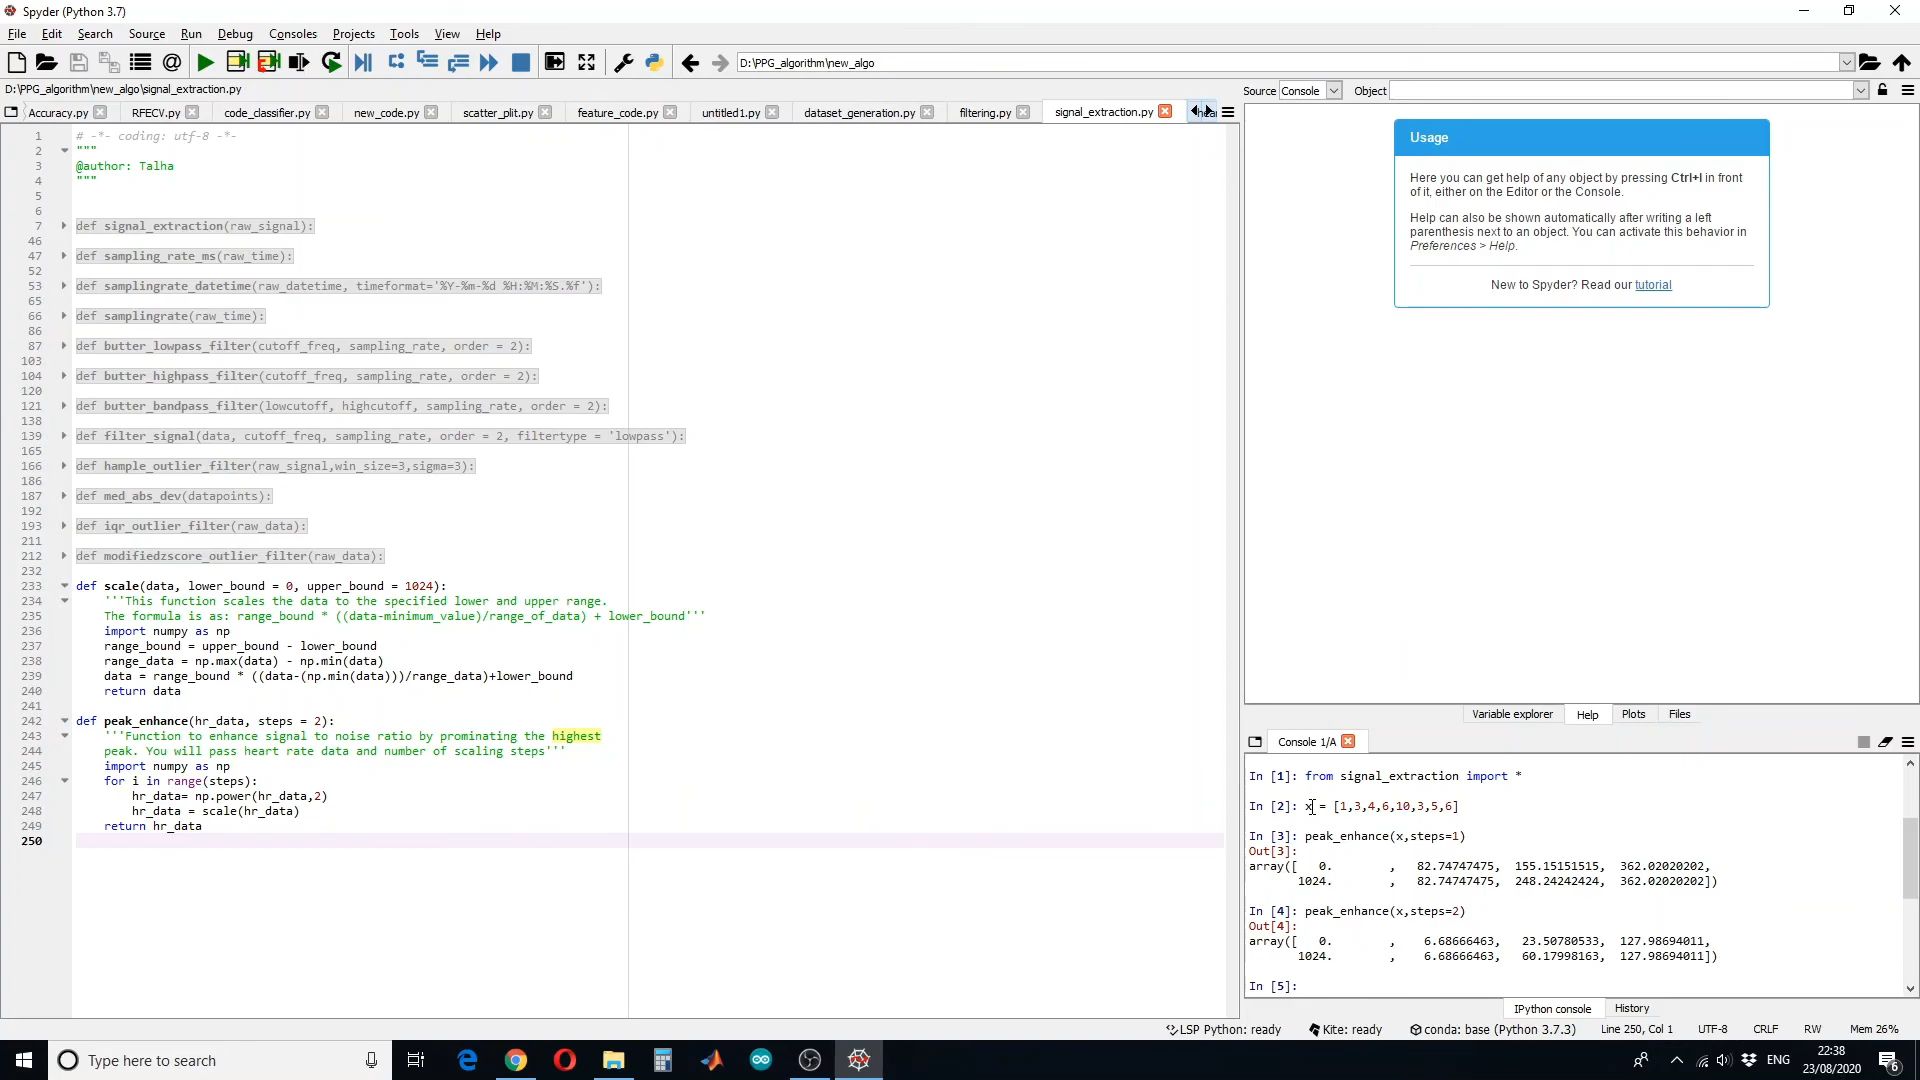 Spyder (Python 3.7)
File Edit Search Source Run Debug Consoles Projects Tools View Help
D:\PPG_algorithm\new_algo
D:\PPG_algorithm\new_algo\signal_extraction.py
Source Console Object
Accuracy.py RFECV.py code_classifier.py new_code.py scatter_plit.py feature_code.py untitled1.py dataset_generation.py filtering.py signal_extraction.py
1 # -*- coding: utf-8 -*-
2 """
3 @author: Talha
4 """
5
6
7 def signal_extraction(raw_signal):
46
47 def sampling_rate_ms(raw_time):
52
53 def samplingrate_datetime(raw_datetime, timeformat='%Y-%m-%d %H:%M:%S.%f'):
65
66 def samplingrate(raw_time):
86
87 def butter_lowpass_filter(cutoff_freq, sampling_rate, order = 2):
103
104 def butter_highpass_filter(cutoff_freq, sampling_rate, order = 2):
120
121 def butter_bandpass_filter(lowcutoff, highcutoff, sampling_rate, order = 2):
138
139 def filter_signal(data, cutoff_freq, sampling_rate, order = 2, filtertype = 'lowpass'):
165
166 def hample_outlier_filter(raw_signal,win_size=3,sigma=3):
186
187 def med_abs_dev(datapoints):
192
193 def iqr_outlier_filter(raw_data):
211
212 def modifiedzscore_outlier_filter(raw_data):
232
233 def scale(data, lower_bound = 0, upper_bound = 1024):
234 '''This function scales the data to the specified lower and upper range.
235 The formula is as: range_bound * ((data-minimum_value)/range_of_data) + lower_bound'''
236 import numpy as np
237 range_bound = upper_bound - lower_bound
238 range_data = np.max(data) - np.min(data)
239 data = range_bound * ((data-(np.min(data)))/range_data)+lower_bound
240 return data
241
242 def peak_enhance(hr_data, steps = 2):
243 '''Function to enhance signal to noise ratio by prominating the highest
244 peak. You will pass heart rate data and number of scaling steps'''
245 import numpy as np
246 for i in range(steps):
247 hr_data= np.power(hr_data,2)
248 hr_data = scale(hr_data)
249 return hr_data
250
Usage
Here you can get help of any object by pressing Ctrl+I in front
of it, either on the Editor or the Console.
Help can also be shown automatically after writing a left
parenthesis next to an object. You can activate this behavior in
Preferences > Help.
New to Spyder? Read our tutorial
Variable explorer Help Plots Files
Console 1/A
In [1]: from signal_extraction import *
In [2]: x = [1,3,4,6,10,3,5,6]
In [3]: peak_enhance(x,steps=1)
Out[3]:
array([ 0. , 82.74747475, 155.15151515, 362.02020202,
1024. , 82.74747475, 248.24242424, 362.02020202])
In [4]: peak_enhance(x,steps=2)
Out[4]:
array([ 0. , 6.68666463, 23.50780533, 127.98694011,
1024. , 6.68666463, 60.17998163, 127.98694011])
In [5]:
IPython console History
LSP Python: ready Kite: ready conda: base (Python 3.7.3) Line 250, Col 1 UTF-8 CRLF RW Mem 26%
Type here to search
ENG
22:38
23/08/2020
6